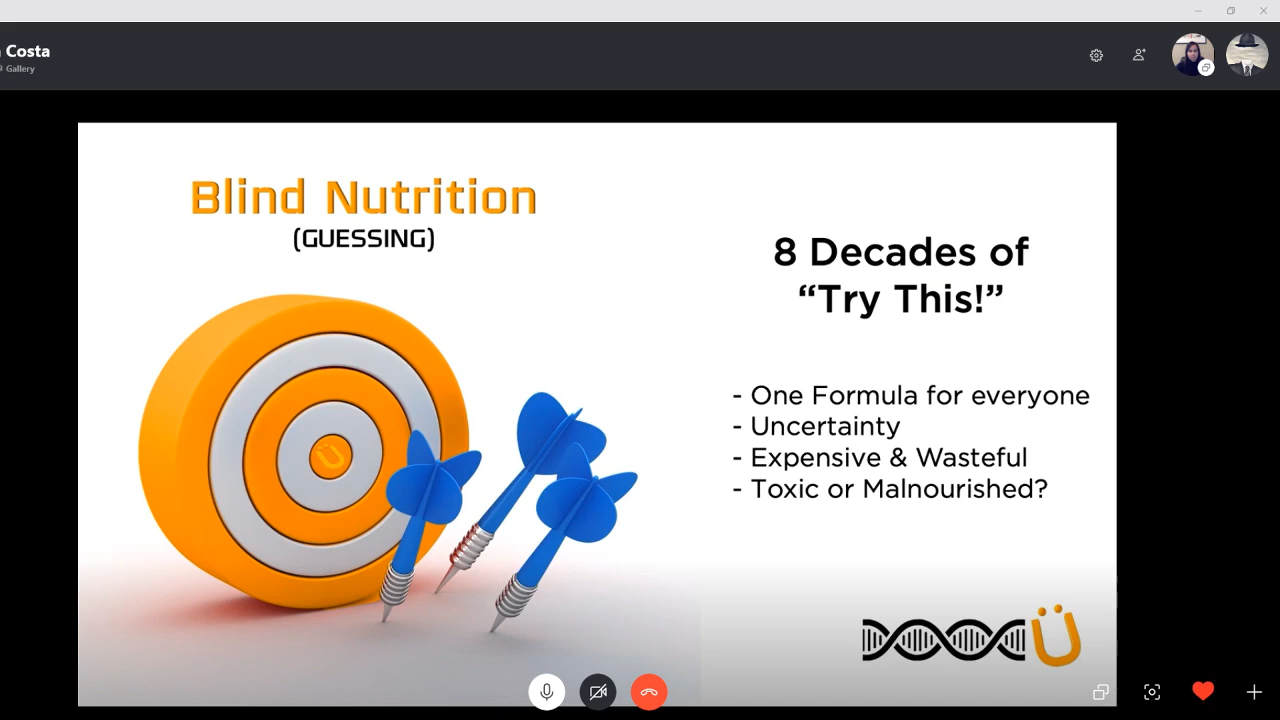 Costa
Gallery
Blind Nutrition
(GUESSING)
8 Decades of
“Try This!”
- One Formula for everyone
- Uncertainty
- Expensive & Wasteful
- Toxic or Malnourished?
Ü
Ü